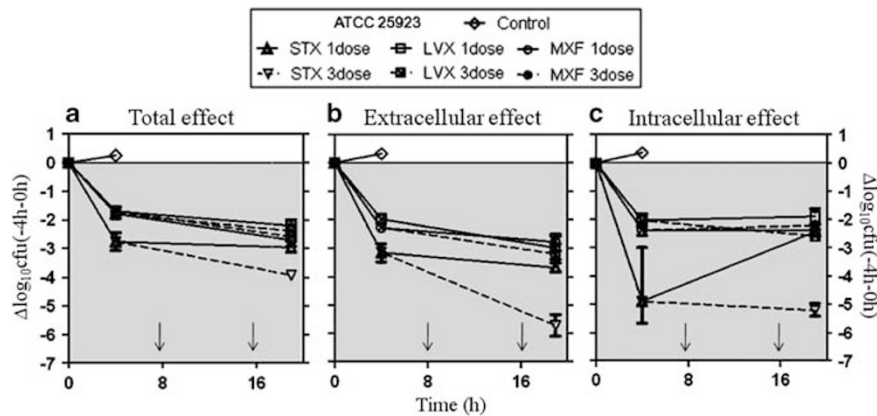 ATCC 25923 Control
STX 1dose LVX 1dose MXF 1dose
STX 3dose LVX 3dose MXF 3dose
a Total effect b Extracellular effect c Intracellular effect
Δlog10cfu(-4h-0h)
1
0
-1
-2
-3
-4
-5
-6
-7
1
0
-1
-2
-3
-4
-5
-6
-7
Δlog10cfu(-4h-0h)
0 8 16 0 8 16 0 8 16
Time (h)